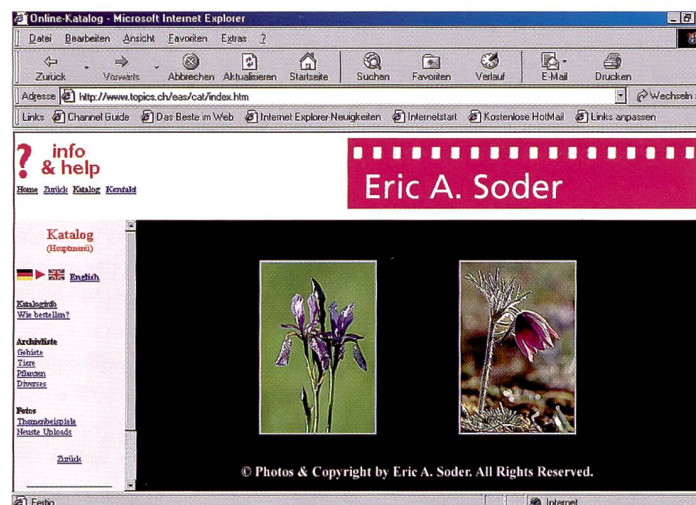 Online-Katalog - Microsoft Internet Explorer
Datei Bearbeiten Ansicht Favoriten Extras ?
Zurück Vorwärts Abbrechen Aktualisieren Startseite Suchen Favoriten Verlauf E-Mail Drucken
Adresse http://www.topics.ch/eas/cat/index.htm Wechseln
Links Channel Guide Das Beste im Web Internet Explorer-Neuigkeiten Internetstart Kostenlose HotMail Links anpassen
? info
& help
Home Zurück Katalog Kontakt
Eric A. Soder
Katalog
(Hauptmenü)
English
Kataloginfo
Wie bestellen?
Archivliste
Gebiete
Tiere
Pflanzen
Diverses
Fotos
Themenbeispiele
Neuste Uploads
Zurück
© Photos & Copyright by Eric A. Soder. All Rights Reserved.
Fertig Internet